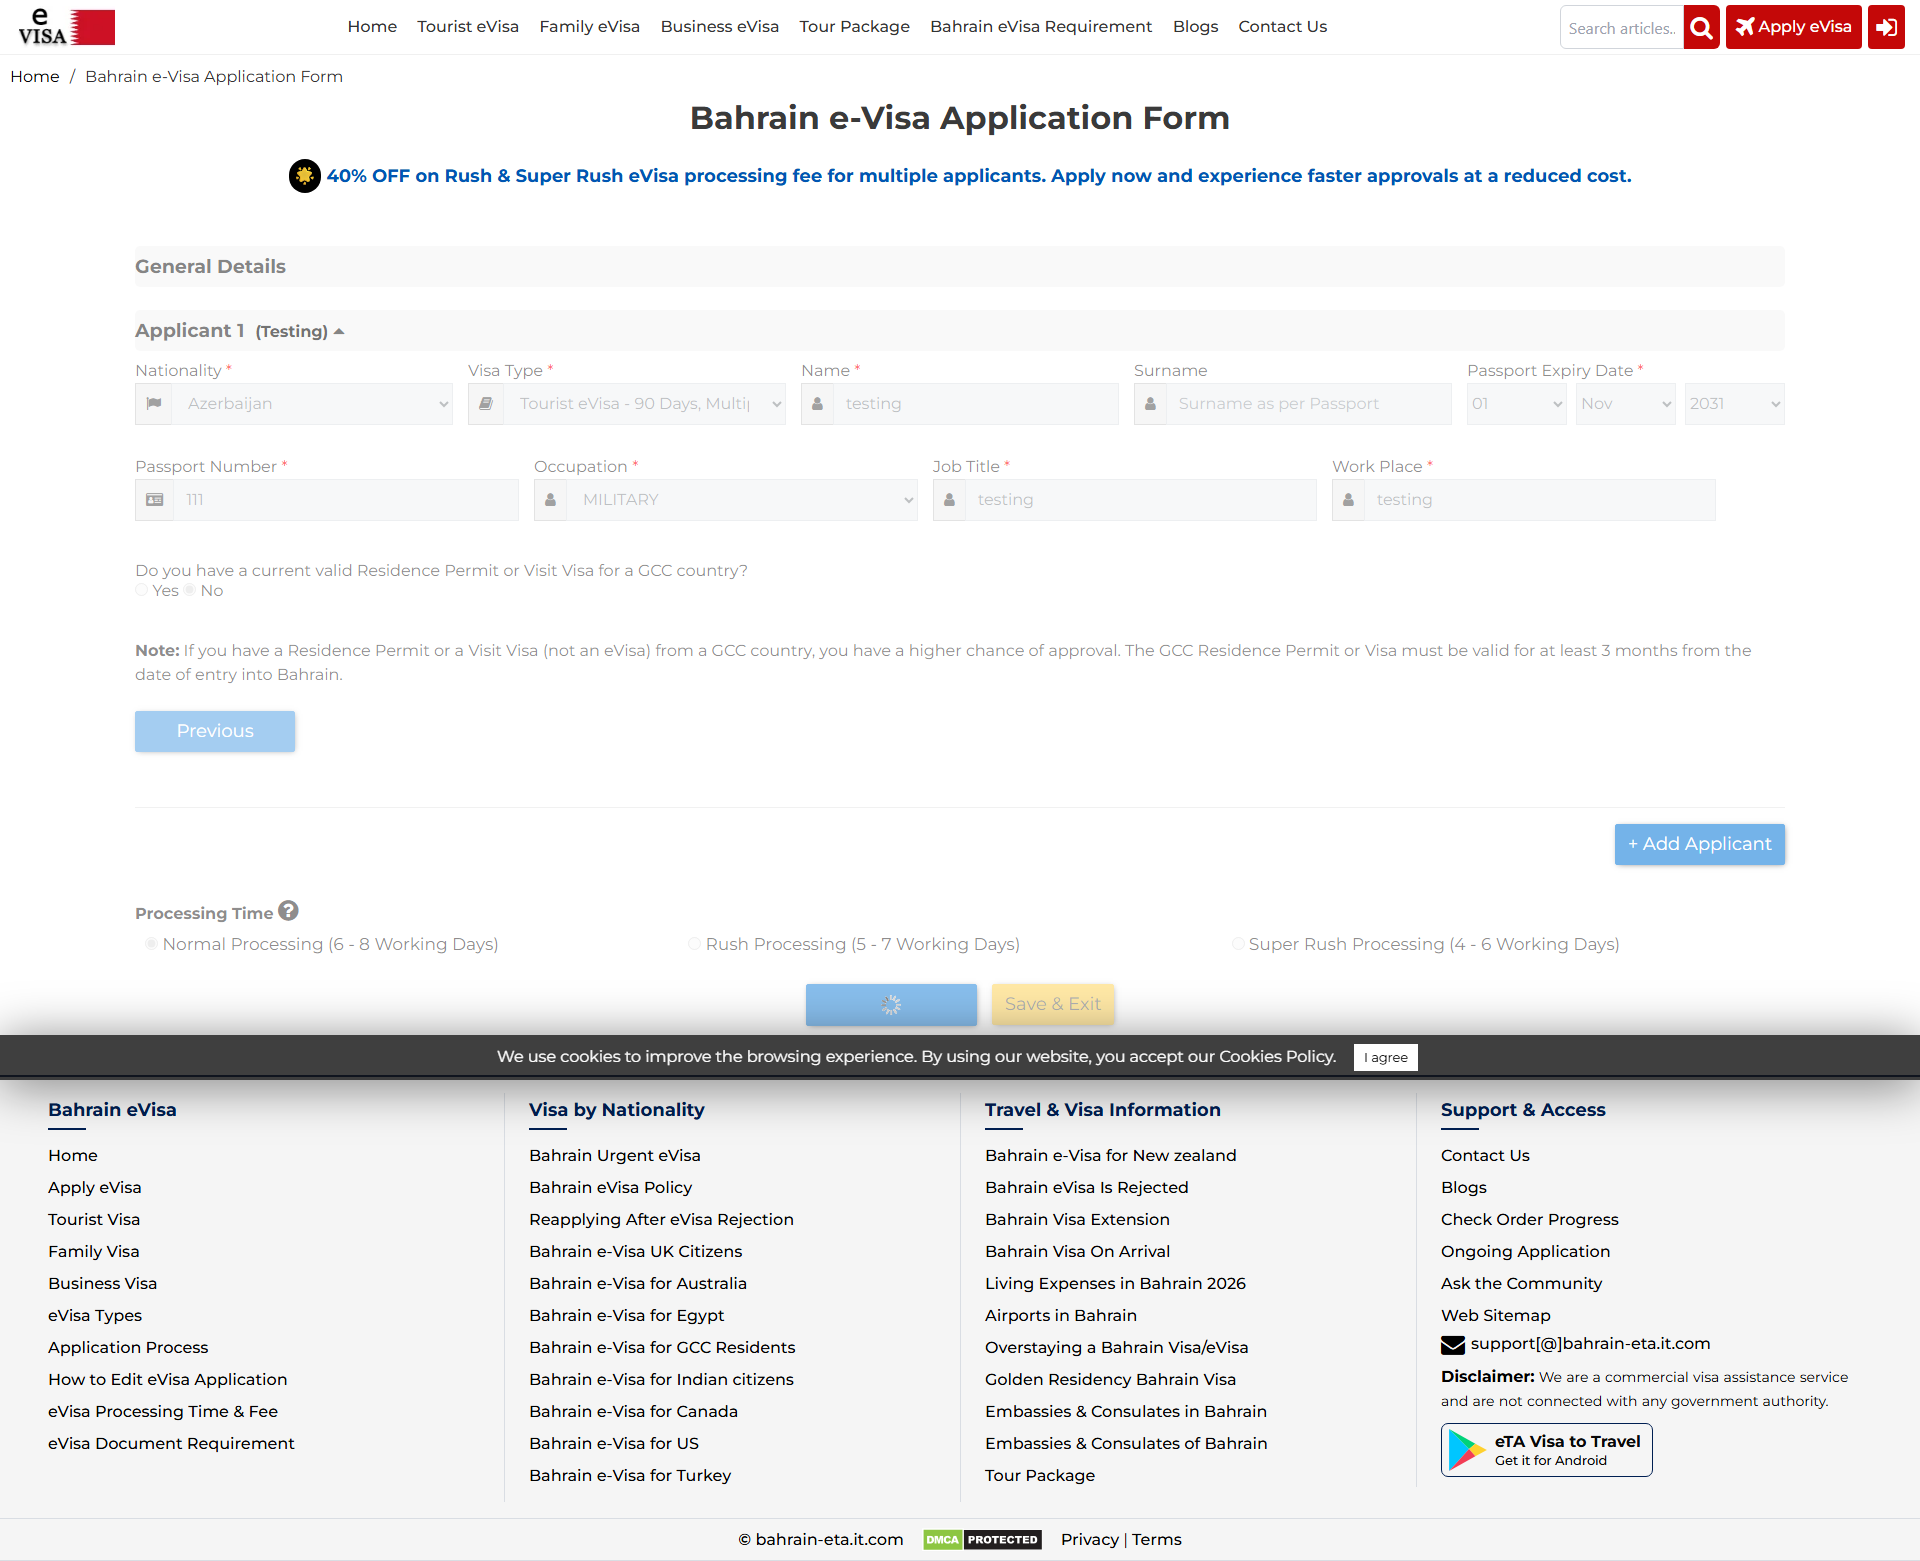 e
VISA
Home Tourist eVisa Family eVisa Business eVisa Tour Package Bahrain eVisa Requirement Blogs Contact Us
Search articles..
Apply eVisa
Home / Bahrain e-Visa Application Form
Bahrain e-Visa Application Form
40% OFF on Rush & Super Rush eVisa processing fee for multiple applicants. Apply now and experience faster approvals at a reduced cost.
General Details
Applicant 1 (Testing)
Nationality * Visa Type * Name * Surname Passport Expiry Date *
Azerbaijan Tourist eVisa - 90 Days, Multip testing Surname as per Passport 01 Nov 2031
Passport Number * Occupation * Job Title * Work Place *
111 MILITARY testing testing
Do you have a current valid Residence Permit or Visit Visa for a GCC country?
Yes No
Note: If you have a Residence Permit or a Visit Visa (not an eVisa) from a GCC country, you have a higher chance of approval. The GCC Residence Permit or Visa must be valid for at least 3 months from the
date of entry into Bahrain.
Previous
+ Add Applicant
Processing Time ?
Normal Processing (6 - 8 Working Days) Rush Processing (5 - 7 Working Days) Super Rush Processing (4 - 6 Working Days)
Save & Exit
We use cookies to improve the browsing experience. By using our website, you accept our Cookies Policy. I agree
Bahrain eVisa
Home
Apply eVisa
Tourist Visa
Family Visa
Business Visa
eVisa Types
Application Process
How to Edit eVisa Application
eVisa Processing Time & Fee
eVisa Document Requirement
Visa by Nationality
Bahrain Urgent eVisa
Bahrain eVisa Policy
Reapplying After eVisa Rejection
Bahrain e-Visa UK Citizens
Bahrain e-Visa for Australia
Bahrain e-Visa for Egypt
Bahrain e-Visa for GCC Residents
Bahrain e-Visa for Indian citizens
Bahrain e-Visa for Canada
Bahrain e-Visa for US
Bahrain e-Visa for Turkey
Travel & Visa Information
Bahrain e-Visa for New zealand
Bahrain eVisa Is Rejected
Bahrain Visa Extension
Bahrain Visa On Arrival
Living Expenses in Bahrain 2026
Airports in Bahrain
Overstaying a Bahrain Visa/eVisa
Golden Residency Bahrain Visa
Embassies & Consulates in Bahrain
Embassies & Consulates of Bahrain
Tour Package
Support & Access
Contact Us
Blogs
Check Order Progress
Ongoing Application
Ask the Community
Web Sitemap
support[@]bahrain-eta.it.com
Disclaimer: We are a commercial visa assistance service
and are not connected with any government authority.
eTA Visa to Travel
Get it for Android
© bahrain-eta.it.com DMCA PROTECTED Privacy | Terms